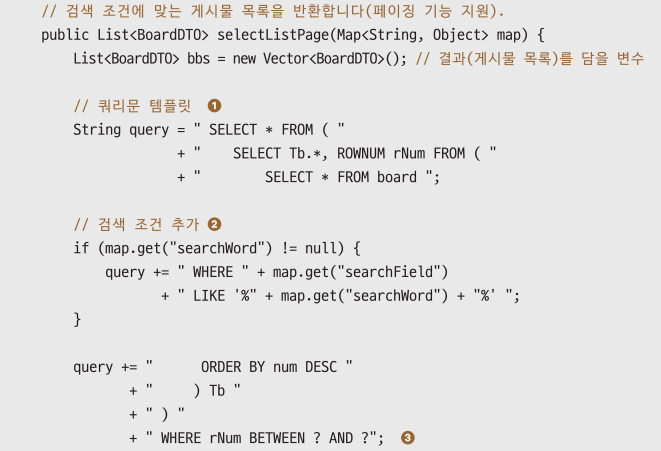 // 검색 조건에 맞는 게시물 목록을 반환합니다(페이징 기능 지원).
public List<BoardDTO> selectListPage(Map<String, Object> map) {
    List<BoardDTO> bbs = new Vector<BoardDTO>(); // 결과(게시물 목록)를 담을 변수

    // 쿼리문 템플릿 ❶
    String query = " SELECT * FROM ( "
                 + "    SELECT Tb.*, ROWNUM rNum FROM ( "
                 + "        SELECT * FROM board ";

    // 검색 조건 추가 ❷
    if (map.get("searchWord") != null) {
        query += " WHERE " + map.get("searchField")
               + " LIKE '%" + map.get("searchWord") + "%' ";
    }

    query += "      ORDER BY num DESC "
           + "     ) Tb "
           + " ) "
           + " WHERE rNum BETWEEN ? AND ?"; ❸